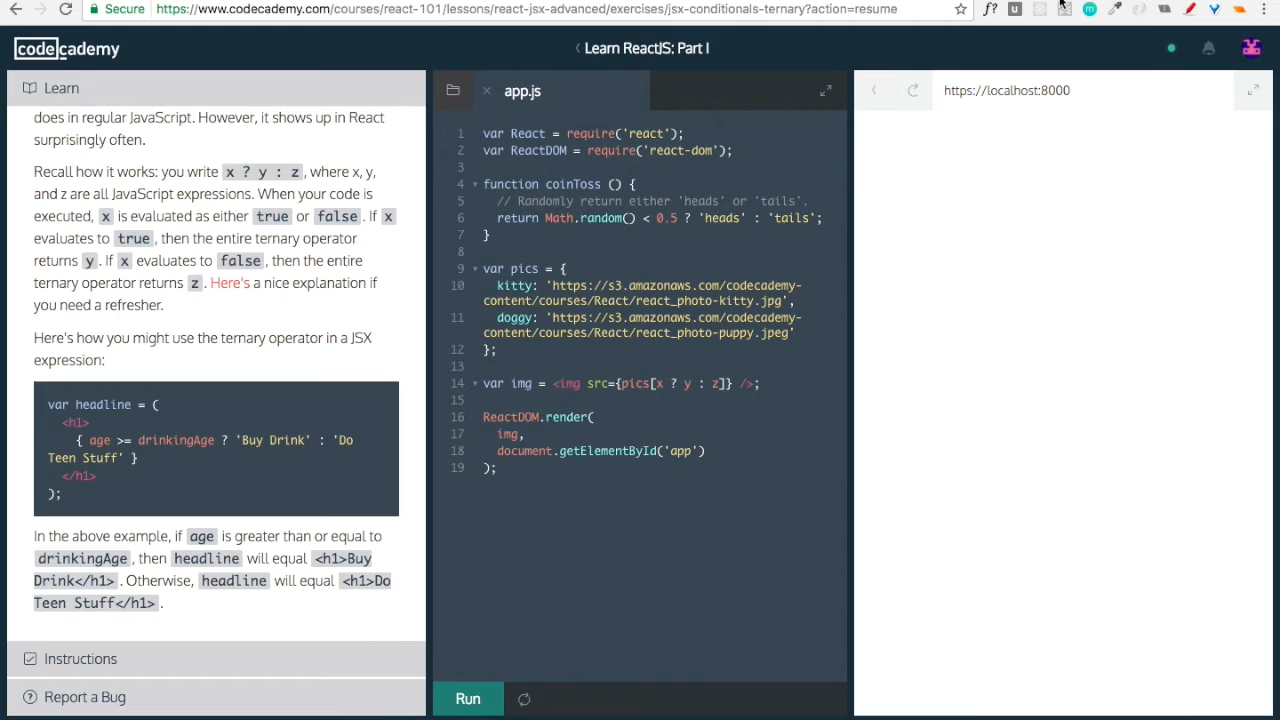 Secure https://www.codecademy.com/courses/react-101/lessons/react-jsx-advanced/exercises/jsx-conditionals-ternary?action=resume
codecademy
Learn ReactJS: Part I
Learn
does in regular JavaScript. However, it shows up in React
surprisingly often.
Recall how it works: you write x ? y : z, where x, y,
and z are all JavaScript expressions. When your code is
executed, x is evaluated as either true or false. If x
evaluates to true, then the entire ternary operator
returns y. If x evaluates to false, then the entire
ternary operator returns z. Here's a nice explanation if
you need a refresher.
Here's how you might use the ternary operator in a JSX
expression:
var headline = (
<h1>
{ age >= drinkingAge ? 'Buy Drink' : 'Do
Teen Stuff' }
</h1>
);
In the above example, if age is greater than or equal to
drinkingAge, then headline will equal <h1>Buy
Drink</h1>. Otherwise, headline will equal <h1>Do
Teen Stuff</h1>.
Instructions
Report a Bug
app.js
1 var React = require('react');
2 var ReactDOM = require('react-dom');
3
4 function coinToss () {
5 // Randomly return either 'heads' or 'tails'.
6 return Math.random() < 0.5 ? 'heads' : 'tails';
7 }
8
9 var pics = {
10 kitty: 'https://s3.amazonaws.com/codecademy-
content/courses/React/react_photo-kitty.jpg',
11 doggy: 'https://s3.amazonaws.com/codecademy-
content/courses/React/react_photo-puppy.jpeg'
12 };
13
14 var img = <img src={pics[x ? y : z]} />;
15
16 ReactDOM.render(
17 img,
18 document.getElementById('app')
19 );
Run
https://localhost:8000